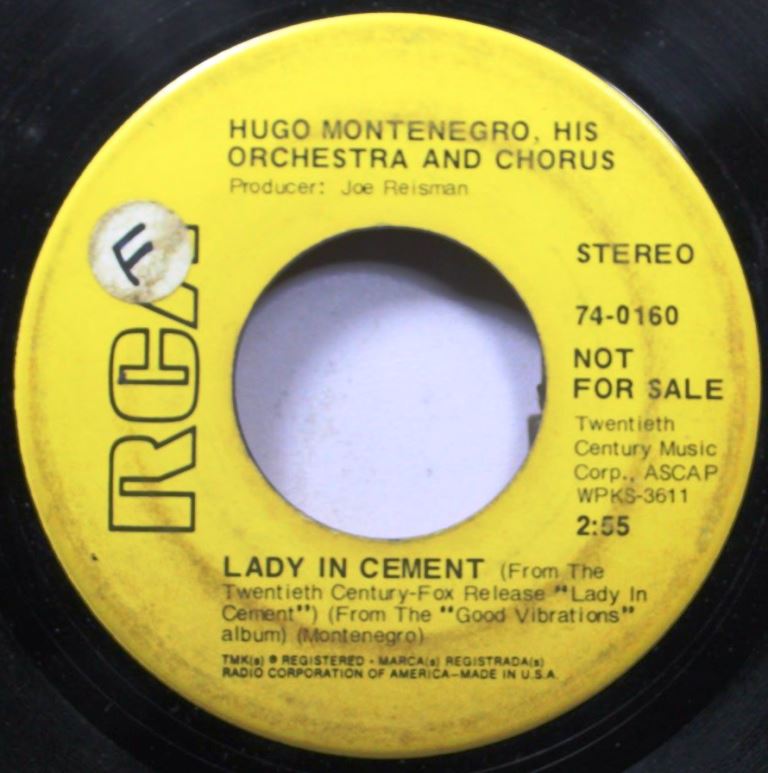 HUGO MONTENEGRO, HIS
ORCHESTRA AND CHORUS
Producer: Joe Reisman
F
RCA
STEREO
74-0160
NOT
FOR SALE
Twentieth
Century Music
Corp., ASCAP
WPKS-3611
2:55
LADY IN CEMENT (From The
Twentieth Century-Fox Release "Lady In
Cement") (From The "Good Vibrations"
album) (Montenegro)
TMK(s) ® REGISTERED • MARCA(s) REGISTRADA(s)
RADIO CORPORATION OF AMERICA—MADE IN U.S.A.